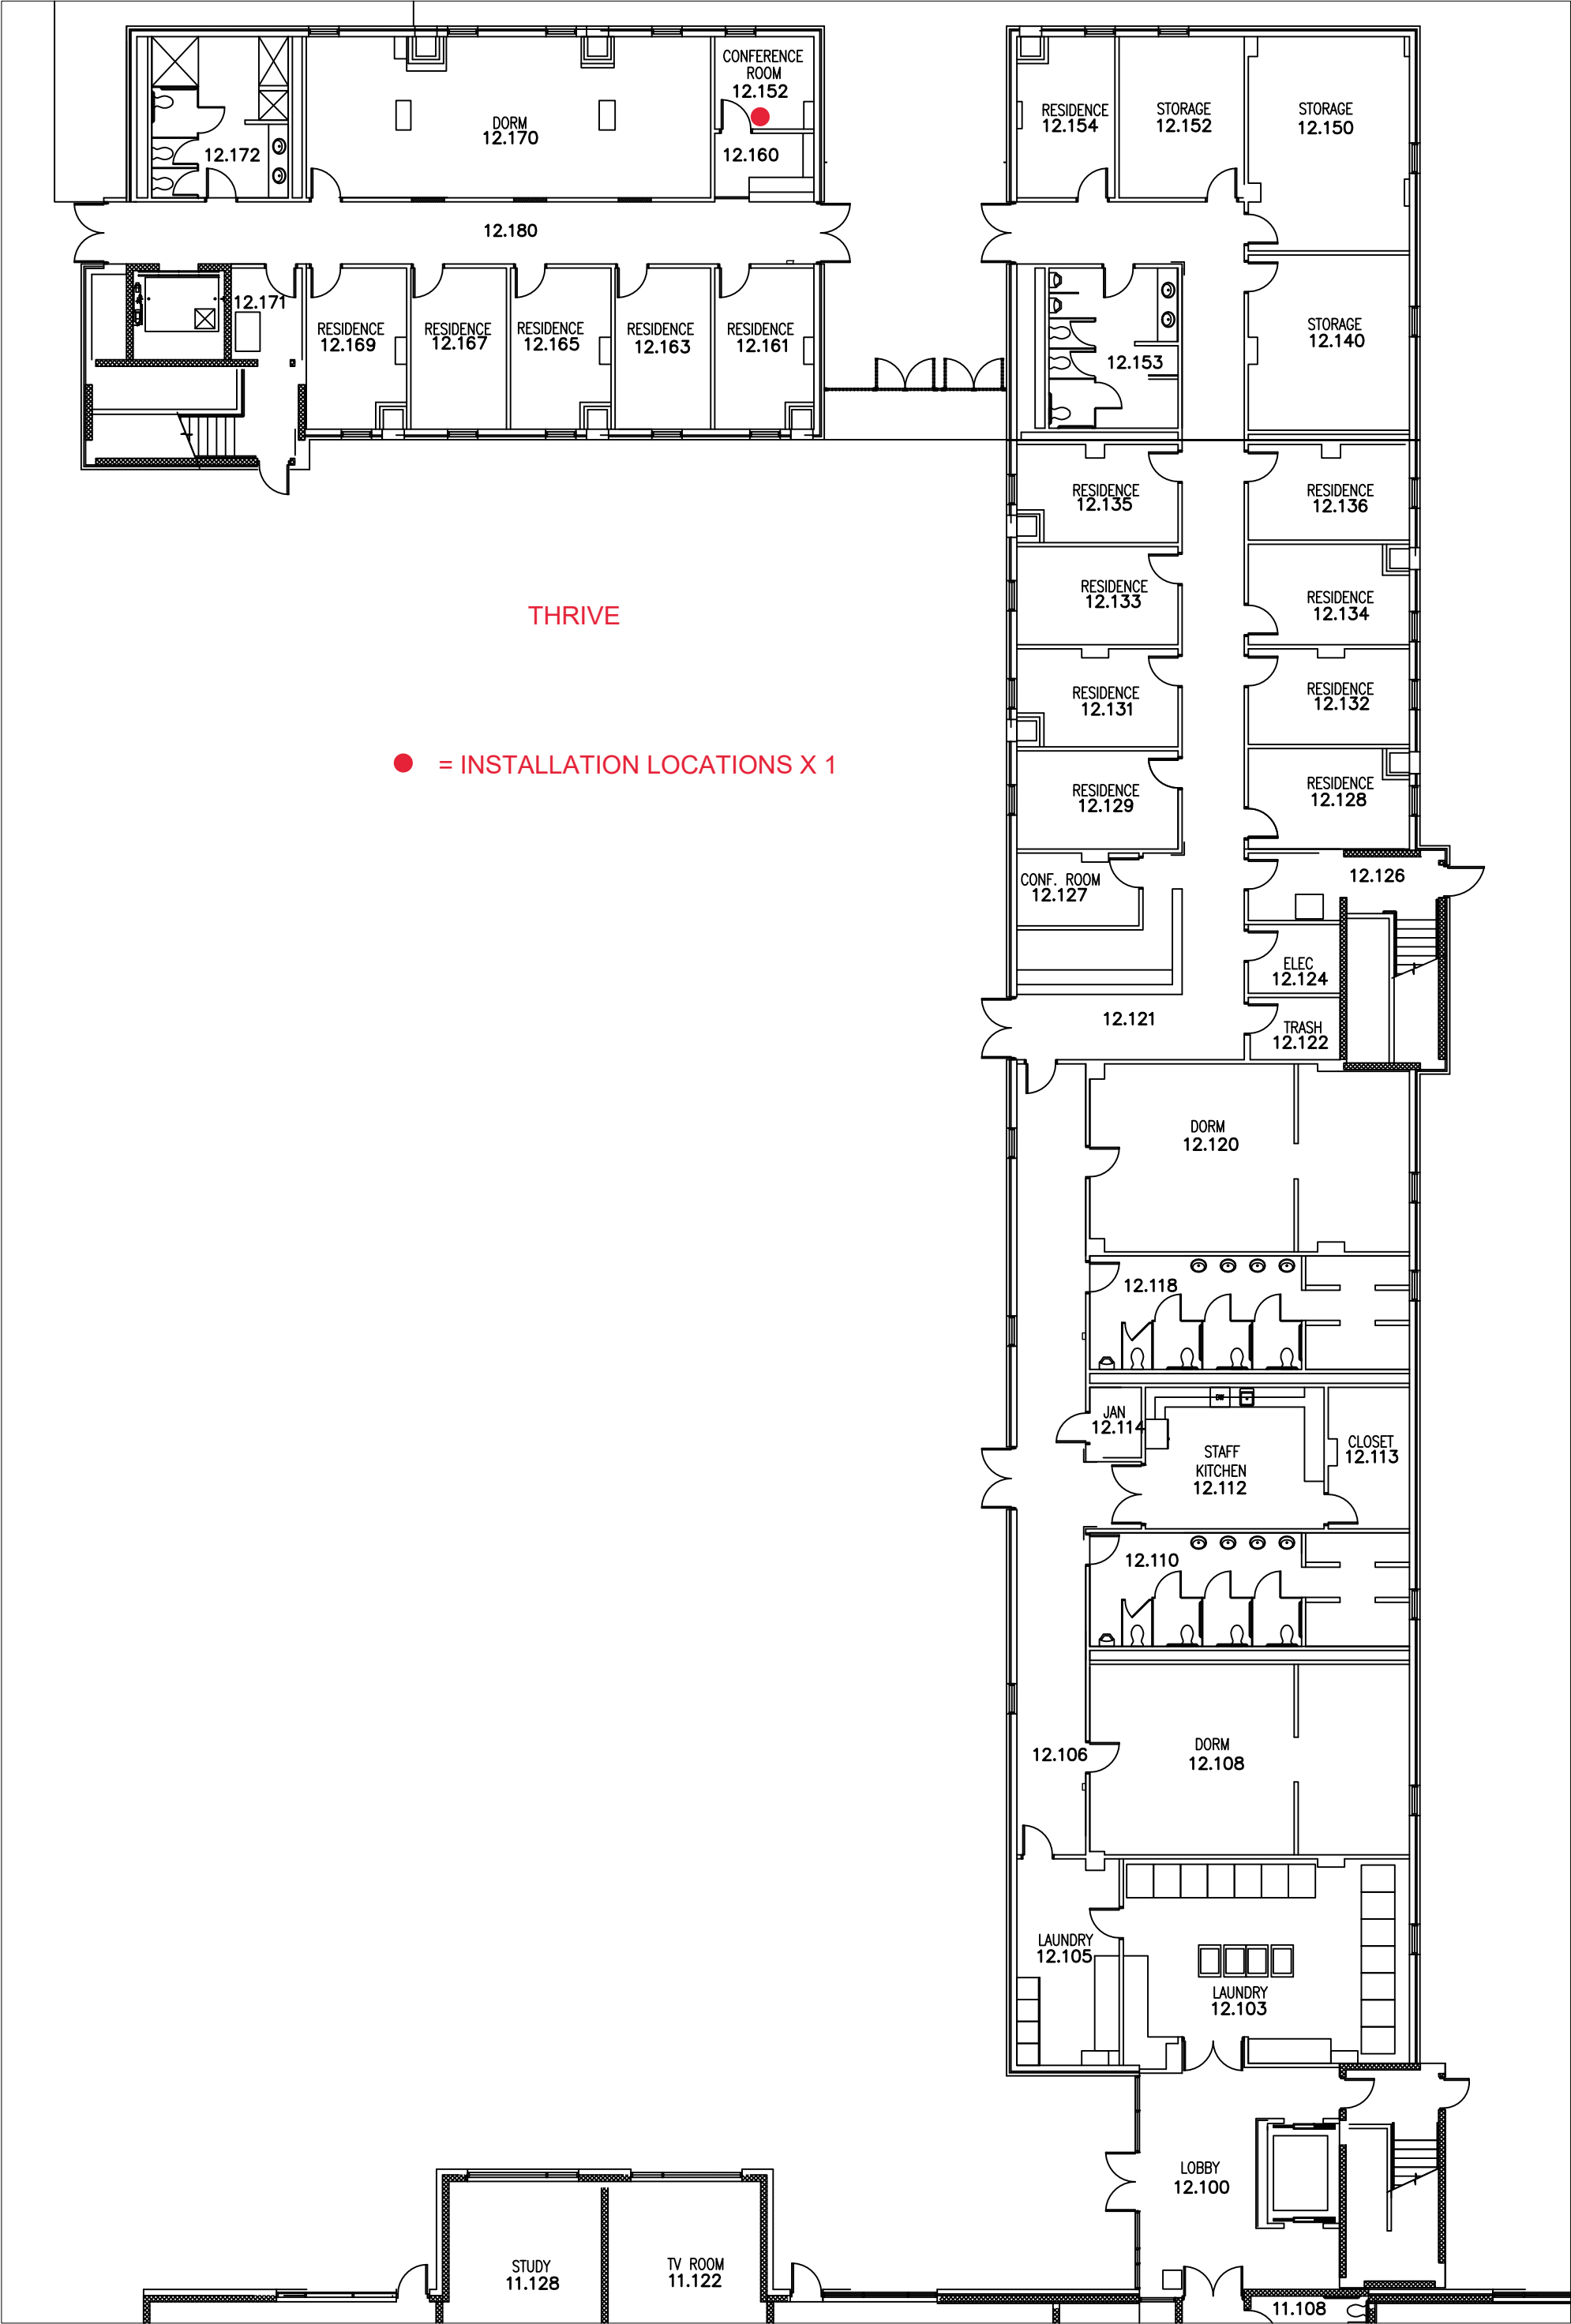 CONFERENCE
ROOM
12.152
DORM
12.170
12.172
12.160
RESIDENCE
12.154
STORAGE
12.152
STORAGE
12.150
12.180
12.171
RESIDENCE
12.169
RESIDENCE
12.167
RESIDENCE
12.165
RESIDENCE
12.163
RESIDENCE
12.161
STORAGE
12.140
12.153
RESIDENCE
12.135
RESIDENCE
12.136
RESIDENCE
12.133
RESIDENCE
12.134
THRIVE
RESIDENCE
12.131
RESIDENCE
12.132
= INSTALLATION LOCATIONS X 1
RESIDENCE
12.129
RESIDENCE
12.128
CONF. ROOM
12.127
12.126
ELEC
12.124
12.121
TRASH
12.122
DORM
12.120
12.118
JAN
12.114
STAFF
KITCHEN
12.112
CLOSET
12.113
12.110
12.106
DORM
12.108
LAUNDRY
12.105
LAUNDRY
12.103
LOBBY
12.100
STUDY
11.128
TV ROOM
11.122
11.108